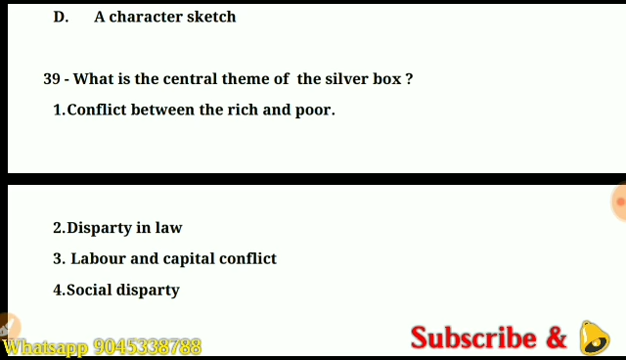 D. A character sketch
39 - What is the central theme of the silver box ?
1.Conflict between the rich and poor.
2.Disparty in law
3. Labour and capital conflict
4.Social disparty
Whatsapp 9045338788
Subscribe &